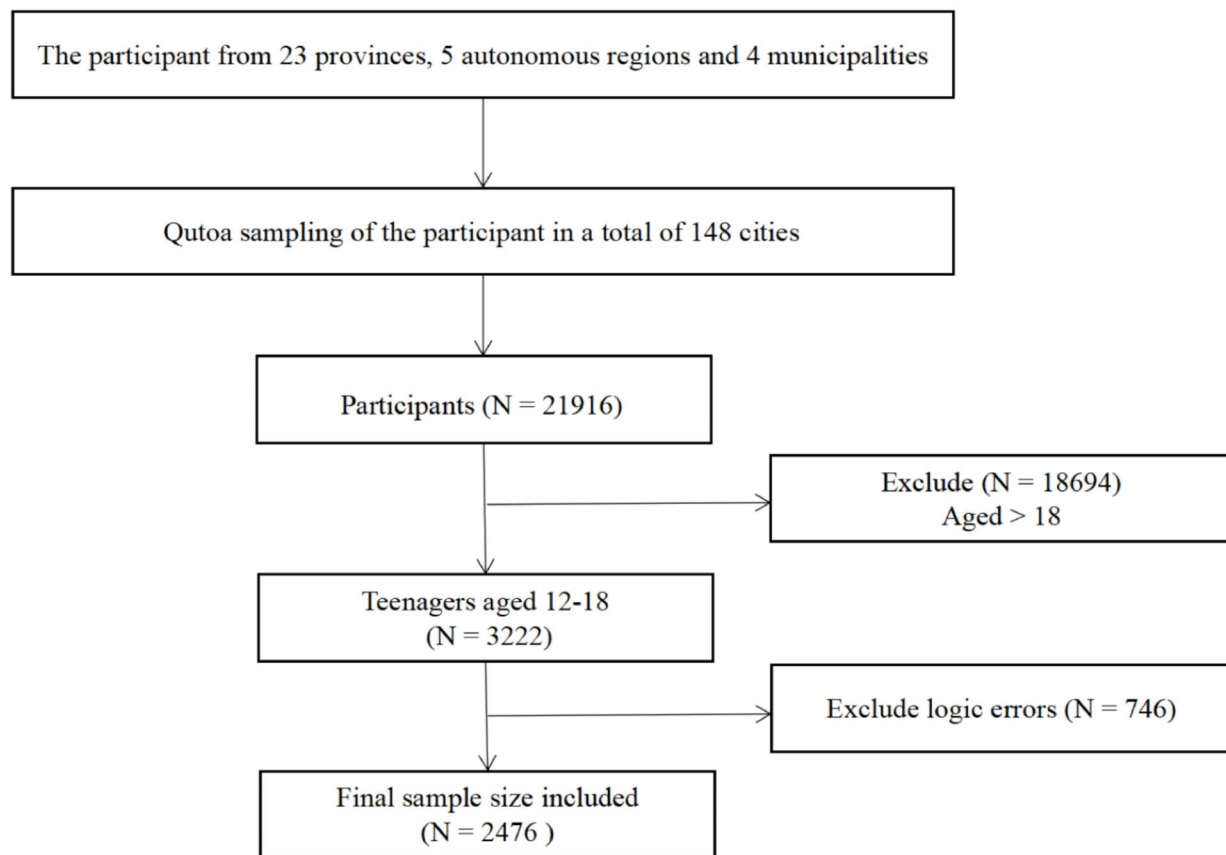 The participant from 23 provinces, 5 autonomous regions and 4 municipalities
Qutoa sampling of the participant in a total of 148 cities
Participants (N = 21916)
Exclude (N = 18694)
Aged > 18
Teenagers aged 12-18
(N = 3222)
Exclude logic errors (N = 746)
Final sample size included
(N = 2476 )